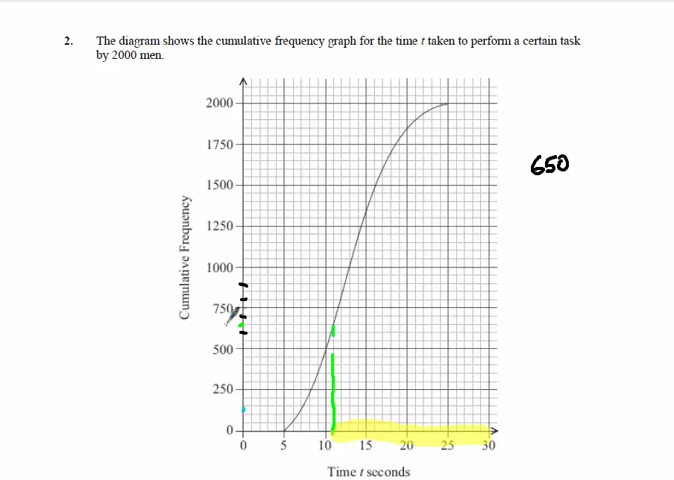 2. The diagram shows the cumulative frequency graph for the time t taken to perform a certain task
by 2000 men.
2000
1750
650
1500
1250
1000
750
500
250
0
Cumulative Frequency
0 5 10 15 20 25 30
Time t seconds